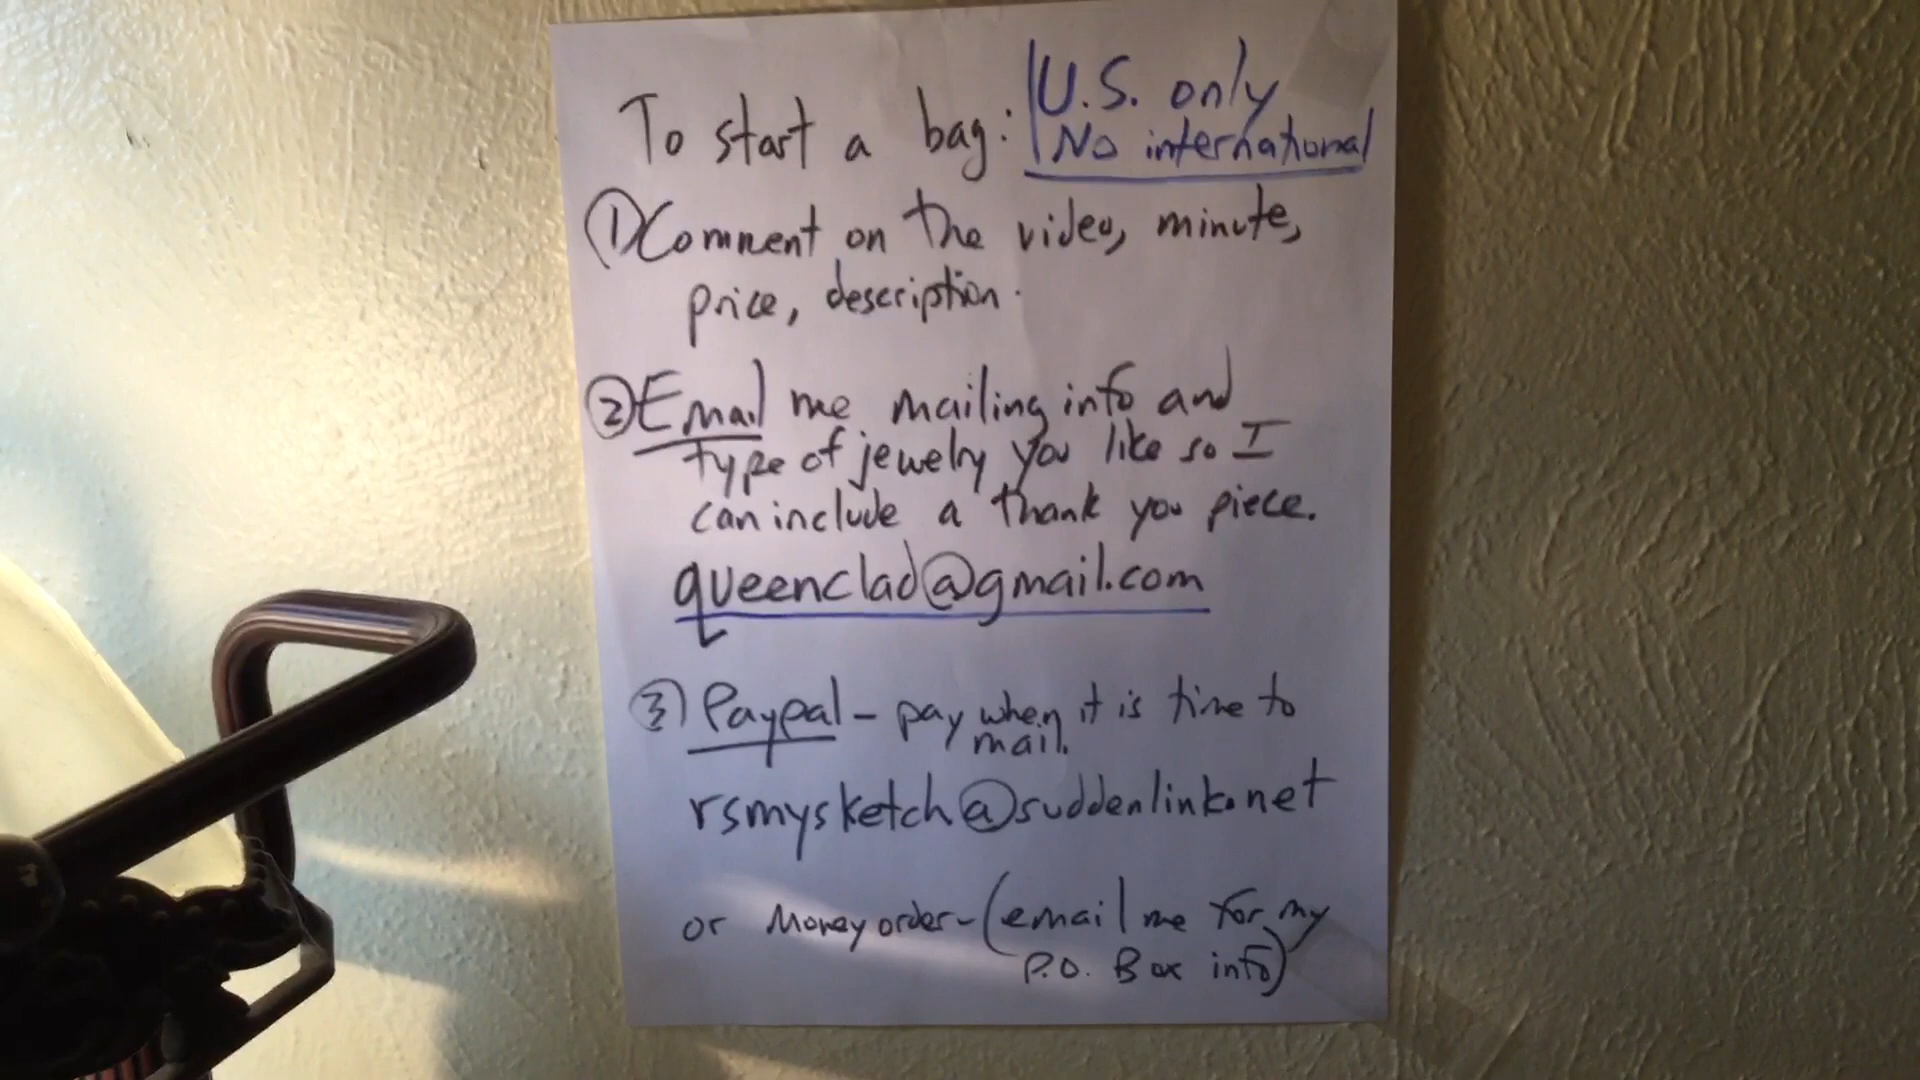 To start a bag: U.S. only
No international
① Comment on the video, minute,
price, description.
② Email me mailing info and
type of jewelry you like so I
can include a thank you piece.
queenclad@gmail.com
③ Paypal - pay when it is time to
mail.
rsmysketch@suddenlink.net
or Money order - (email me for my
P.O. Box info)